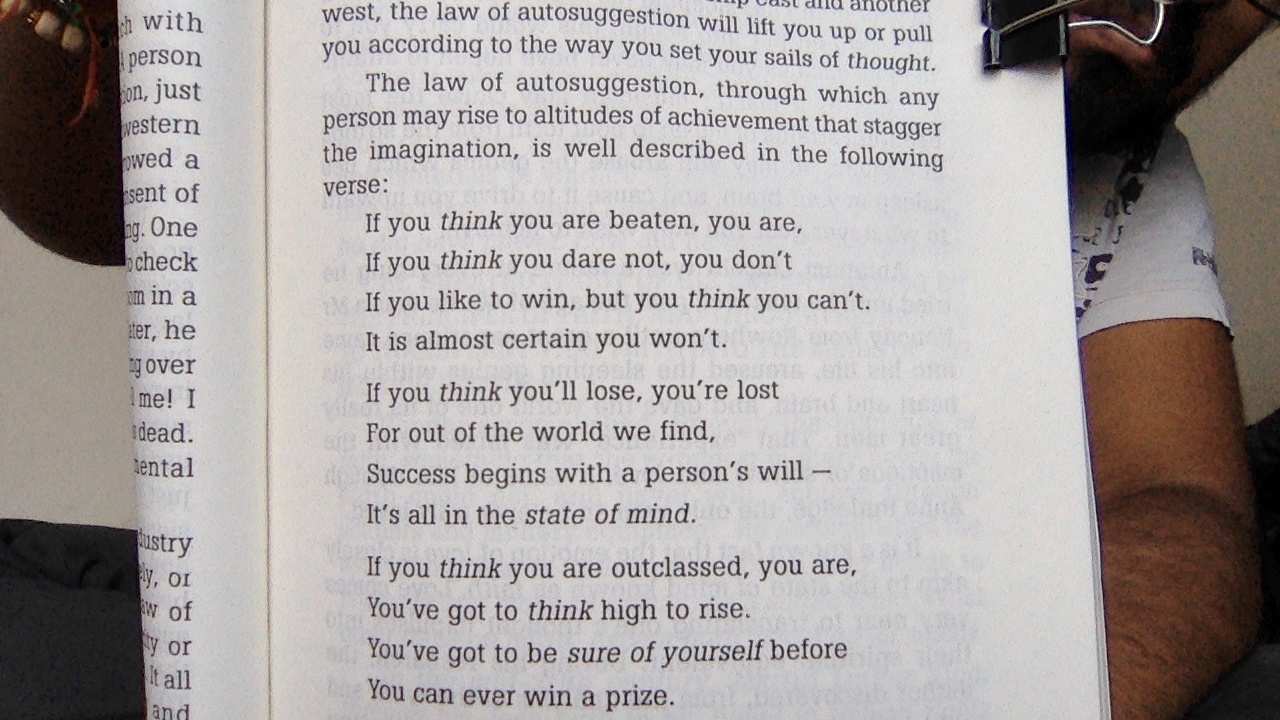 ch with
person
on, just
western
owed a
sent of
ng. One
check
om in a
ter, he
g over
me! I
dead.
ental
dustry
ely, or
aw of
ty or
It all
and
east and another
west, the law of autosuggestion will lift you up or pull
you according to the way you set your sails of thought.
The law of autosuggestion, through which any
person may rise to altitudes of achievement that stagger
the imagination, is well described in the following
verse:
If you think you are beaten, you are,
If you think you dare not, you don't
If you like to win, but you think you can't.
It is almost certain you won't.
If you think you'll lose, you're lost
For out of the world we find,
Success begins with a person's will —
It's all in the state of mind.
If you think you are outclassed, you are,
You've got to think high to rise.
You've got to be sure of yourself before
You can ever win a prize.